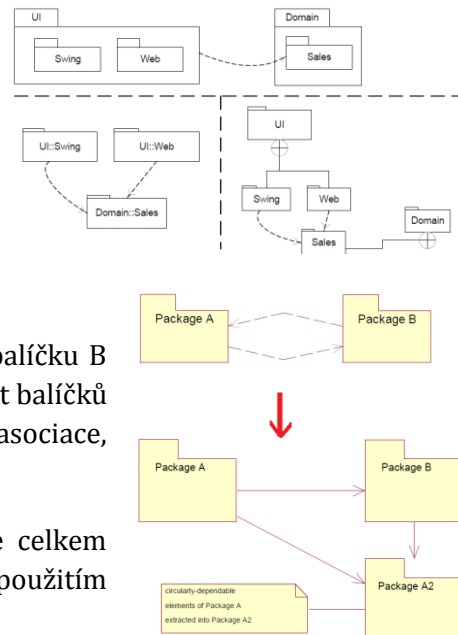 UI
Domain
Swing
Web
Sales
UI::Swing
UI::Web
Domain::Sales
UI
Swing
Web
Domain
Sales
balíčku B
t balíčků
asociace,
celkem
použitím
Package A
Package B
Package A
Package B
Package A2
circularly-dependable
elements of Package A
extracted into Package A2